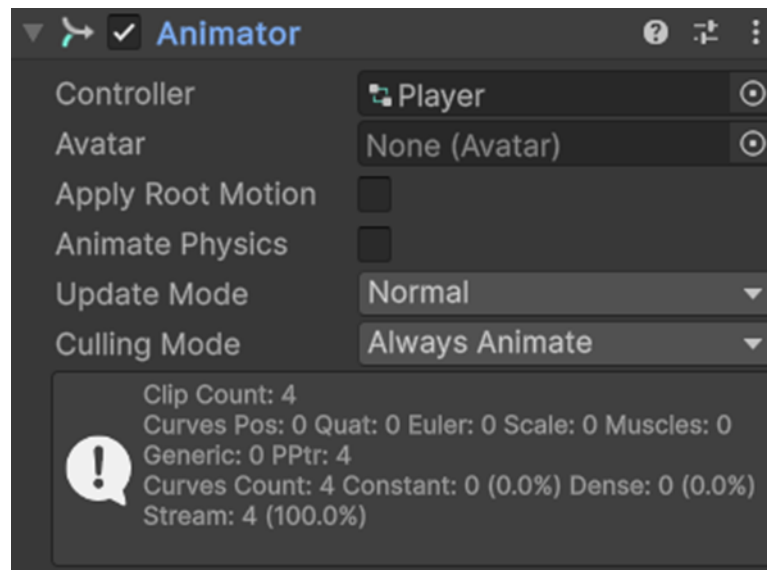 Animator
Controller Player
Avatar None (Avatar)
Apply Root Motion
Animate Physics
Update Mode Normal
Culling Mode Always Animate
Clip Count: 4
Curves Pos: 0 Quat: 0 Euler: 0 Scale: 0 Muscles: 0
Generic: 0 PPtr: 4
Curves Count: 4 Constant: 0 (0.0%) Dense: 0 (0.0%)
Stream: 4 (100.0%)